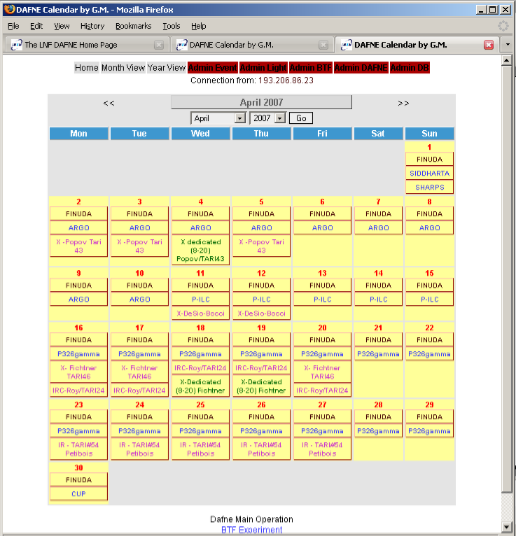 DAFNE Calendar by G.M. - Mozilla Firefox
File Edit View History Bookmarks Tools Help
The LNF DAFNE Home Page DAFNE Calendar by G.M. DAFNE Calendar by G.M.
Home Month View Year View Admin Event Admin Light Admin BTF Admin DAFNE Admin DB
Connection from: 193.206.86.23
<< April 2007 >>
April 2007 Go
Mon Tue Wed Thu Fri Sat Sun
1
FINUDA
SIDDHARTA
SHARPS
2 3 4 5 6 7 8
FINUDA FINUDA FINUDA FINUDA FINUDA FINUDA FINUDA
ARGO ARGO ARGO ARGO ARGO ARGO ARGO
X -Popov Tari X -Popov Tari X dedicated X -Popov Tari
43 43 (8-20) 43
Popov/TARI43
9 10 11 12 13 14 15
FINUDA FINUDA FINUDA FINUDA FINUDA FINUDA FINUDA
ARGO ARGO P-ILC P-ILC P-ILC P-ILC P-ILC
X-DeSio-Bocci X-DeSio-Bocci
16 17 18 19 20 21 22
FINUDA FINUDA FINUDA FINUDA FINUDA FINUDA FINUDA
P326gamma P326gamma P326gamma P326gamma P326gamma P326gamma P326gamma
X- Fichtner X- Fichtner IRC-Roy/TARI24 IRC-Roy/TARI24 X- Fichtner
TARI46 TARI46 X-Dedicated X-Dedicated TARI46
IRC-Roy/TARI24 IRC-Roy/TARI24 (8-20) Fichtner (8-20) Fichtner IRC-Roy/TARI24
23 24 25 26 27 28 29
FINUDA FINUDA FINUDA FINUDA FINUDA FINUDA FINUDA
P326gamma P326gamma P326gamma P326gamma P326gamma P326gamma P326gamma
IR - TARI#54 IR - TARI#54 IR - TARI#54 IR - TARI#54 IR - TARI#54
Petibois Petibois Petibois Petibois Petibois
30
FINUDA
CUP
Dafne Main Operation
BTF Experiment